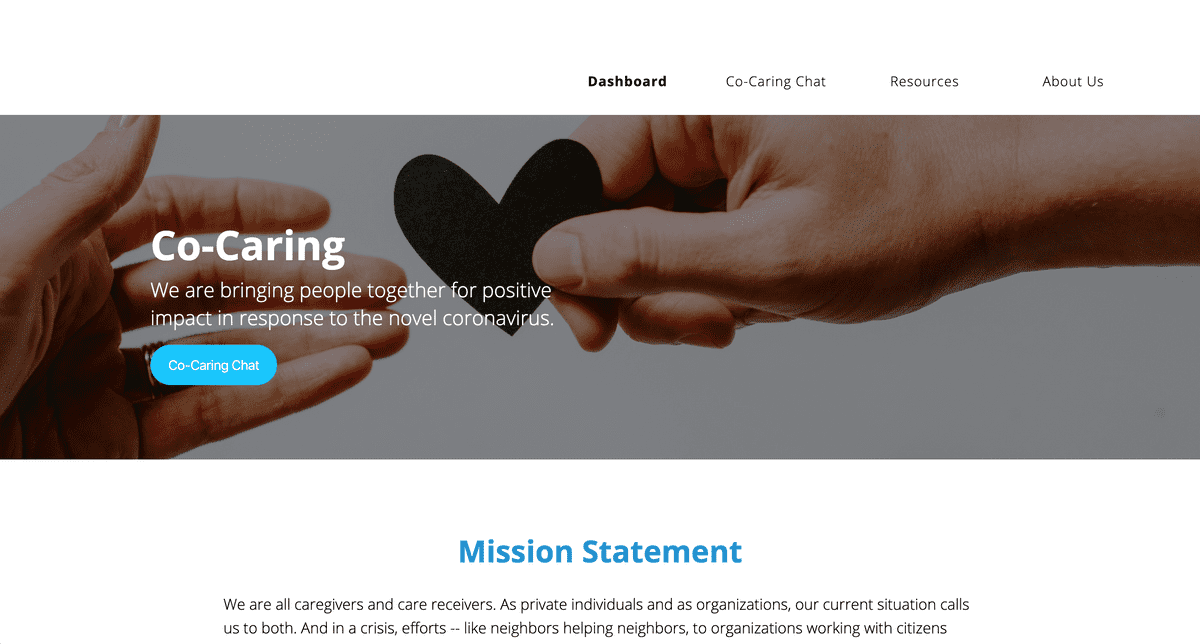 Dashboard Co-Caring Chat Resources About Us
Co-Caring
We are bringing people together for positive
impact in response to the novel coronavirus.
Co-Caring Chat
Mission Statement
We are all caregivers and care receivers. As private individuals and as organizations, our current situation calls
us to both. And in a crisis, efforts -- like neighbors helping neighbors, to organizations working with citizens